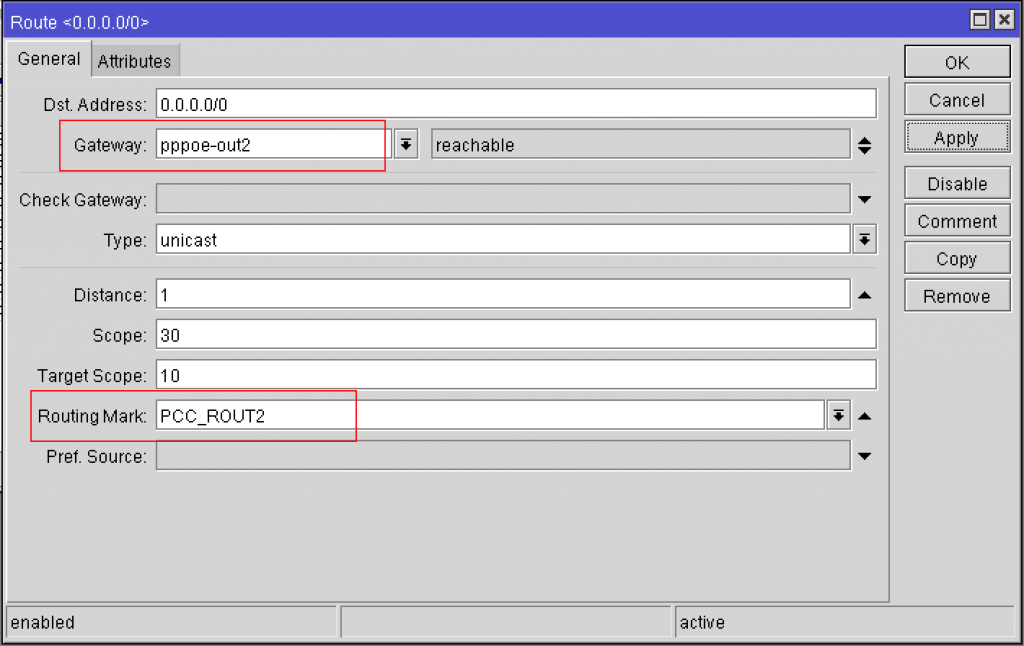 Route <0.0.0.0/0>
General Attributes
OK
Dst. Address: 0.0.0.0/0
Cancel
Gateway: pppoe-out2 reachable
Apply
Disable
Check Gateway:
Comment
Type: unicast
Copy
Distance: 1
Remove
Scope: 30
Target Scope: 10
Routing Mark: PCC_ROUT2
Pref. Source:
enabled active